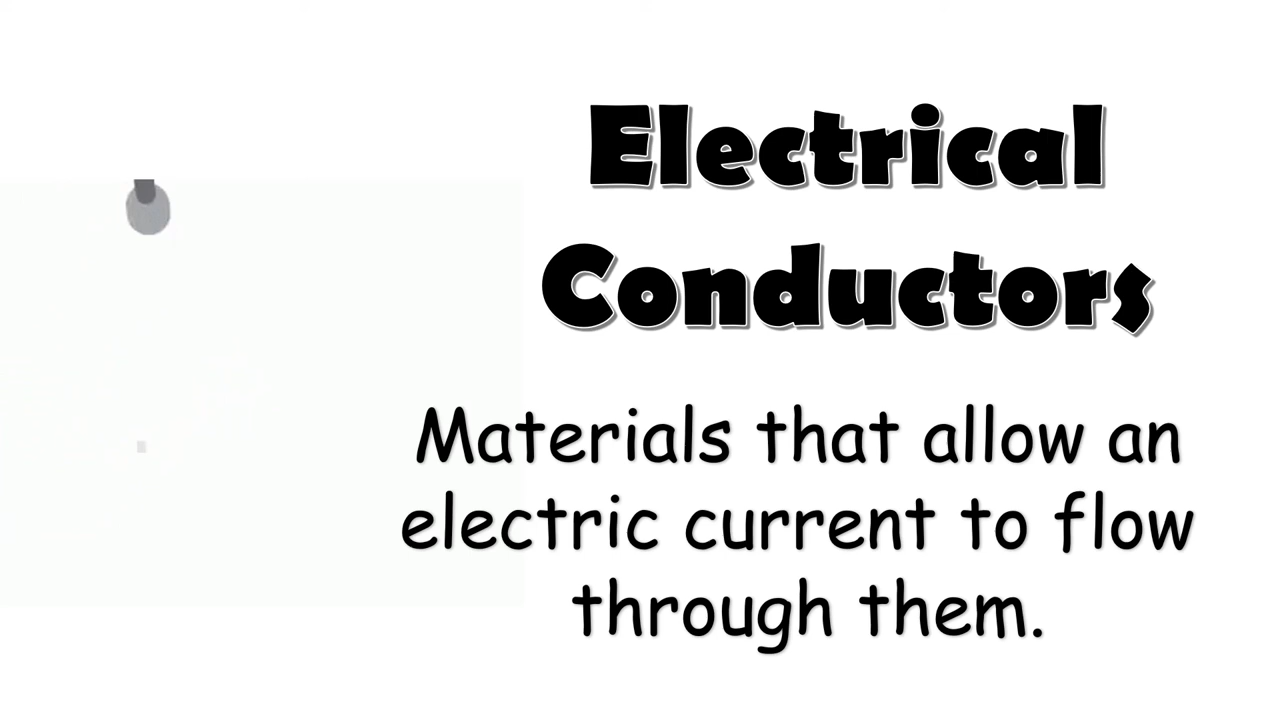 Electrical
Conductors
Materials that allow an
electric current to flow
through them.